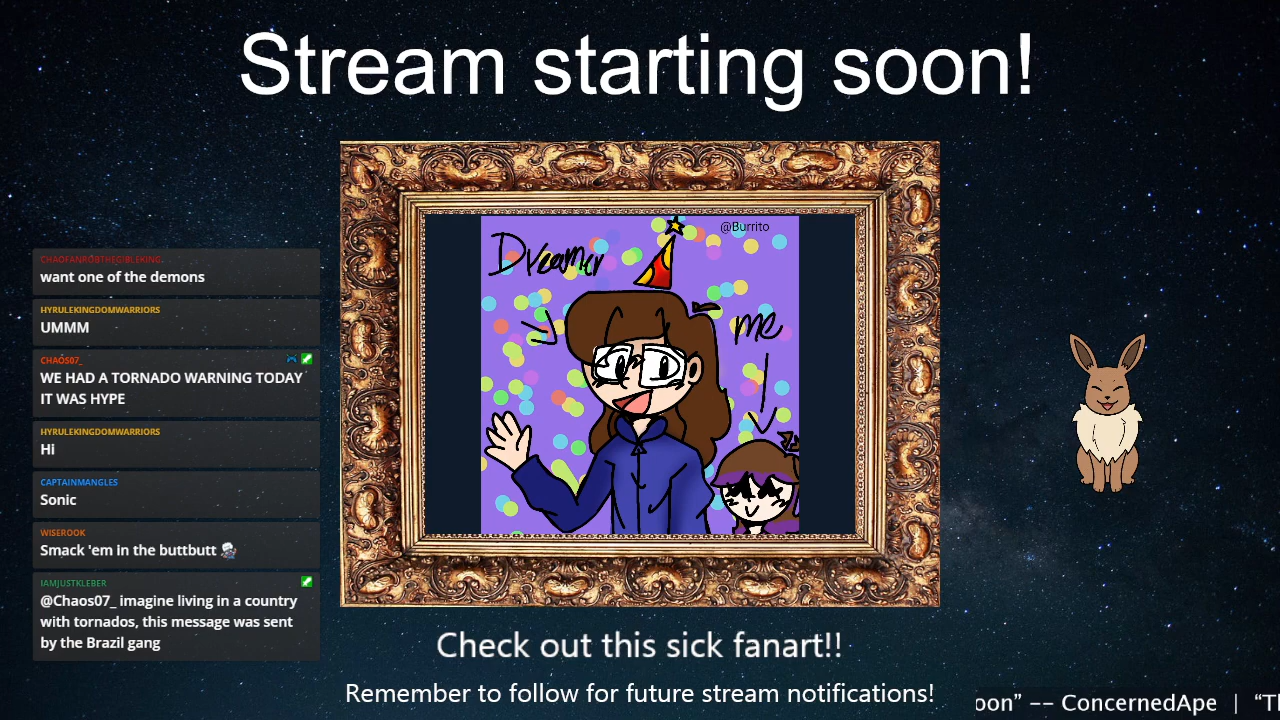 Stream starting soon!
@Burrito
Dreamer
me
CHAOFANROBTHEGIBLEKING_
want one of the demons
HYRULEKINGDOMWARRIORS
UMMM
CHAOS07_
WE HAD A TORNADO WARNING TODAY
IT WAS HYPE
HYRULEKINGDOMWARRIORS
Hi
CAPTAINMANGLES
Sonic
WISEROOK
Smack 'em in the buttbutt
IAMJUSTKLEBER
@Chaos07_ imagine living in a country
with tornados, this message was sent
by the Brazil gang
Check out this sick fanart!!
Remember to follow for future stream notifications!
oon” -- ConcernedApe | “Tl